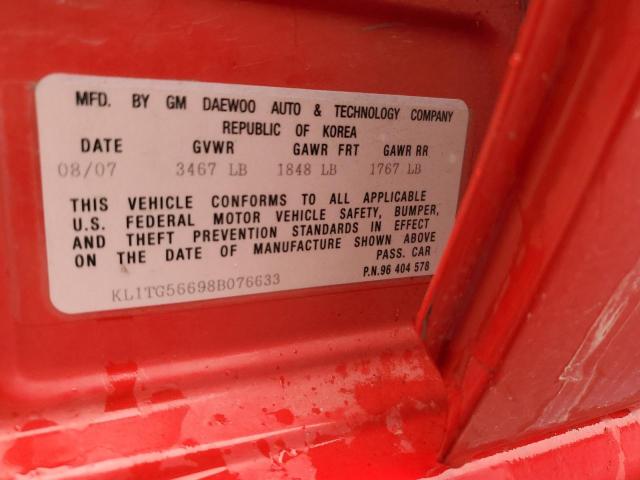 MFD. BY GM DAEWOO AUTO & TECHNOLOGY COMPANY
REPUBLIC OF KOREA
DATE GVWR GAWR FRT GAWR RR
08/07 3467 LB 1848 LB 1767 LB
THIS VEHICLE CONFORMS TO ALL APPLICABLE
U.S. FEDERAL MOTOR VEHICLE SAFETY, BUMPER,
AND THEFT PREVENTION STANDARDS IN EFFECT
ON THE DATE OF MANUFACTURE SHOWN ABOVE
PASS. CAR
P.N.96 404 578
KL1TG56698B076633